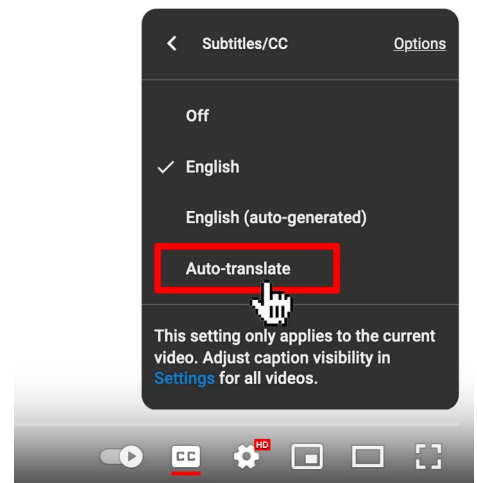 Subtitles/CC Options
Off
English
English (auto-generated)
Auto-translate
This setting only applies to the current
video. Adjust caption visibility in
Settings for all videos.
CC HD